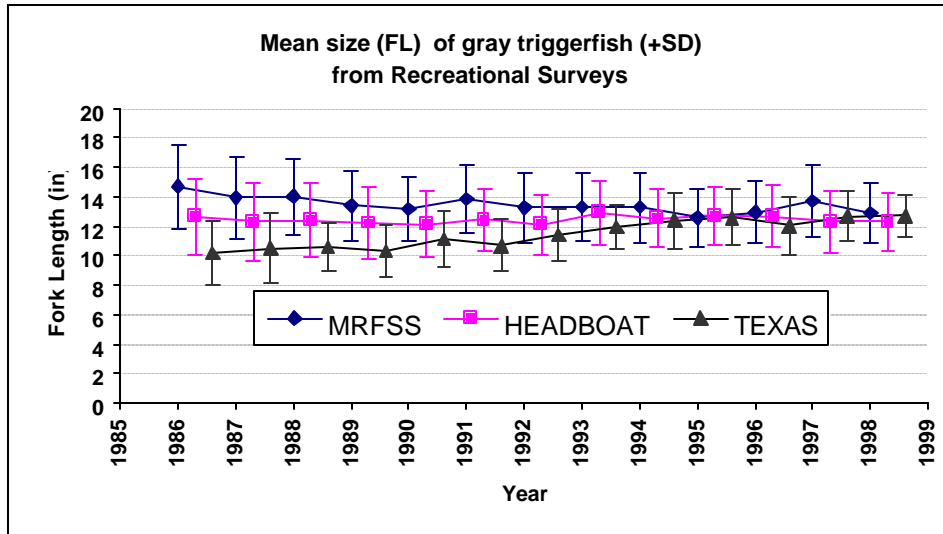 Mean size (FL) of gray triggerfish (+SD)
from Recreational Surveys
Fork Length (in)
20
18
16
14
12
10
8
6
4
2
0
MRFSS HEADBOAT TEXAS
1985 1986 1987 1988 1989 1990 1991 1992 1993 1994 1995 1996 1997 1998 1999
Year